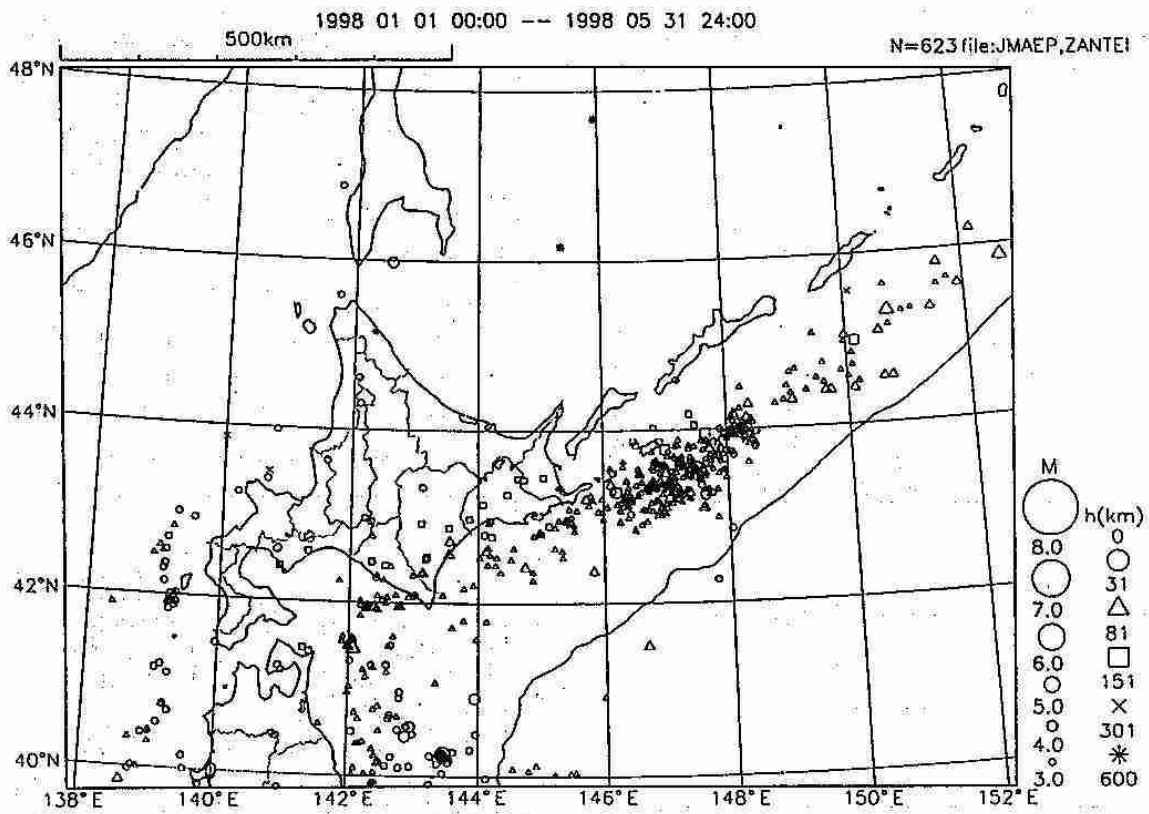 1998 01 01 00:00 -- 1998 05 31 24:00
500km
N=623 file:JMAEP,ZANTEI
48°N
46°N
44°N
42°N
40°N
138°E 140°E 142°E 144°E 146°E 148°E 150°E 152°E
M
8.0
7.0
6.0
5.0
4.0
3.0
h(km)
0
31
81
151
301
600